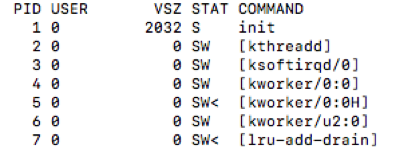 PID USER VSZ STAT COMMAND
1 0 2032 S init
2 0 0 SW [kthreadd]
3 0 0 SW [ksoftirqd/0]
4 0 0 SW [kworker/0:0]
5 0 0 SW< [kworker/0:0H]
6 0 0 SW [kworker/u2:0]
7 0 0 SW< [lru-add-drain]